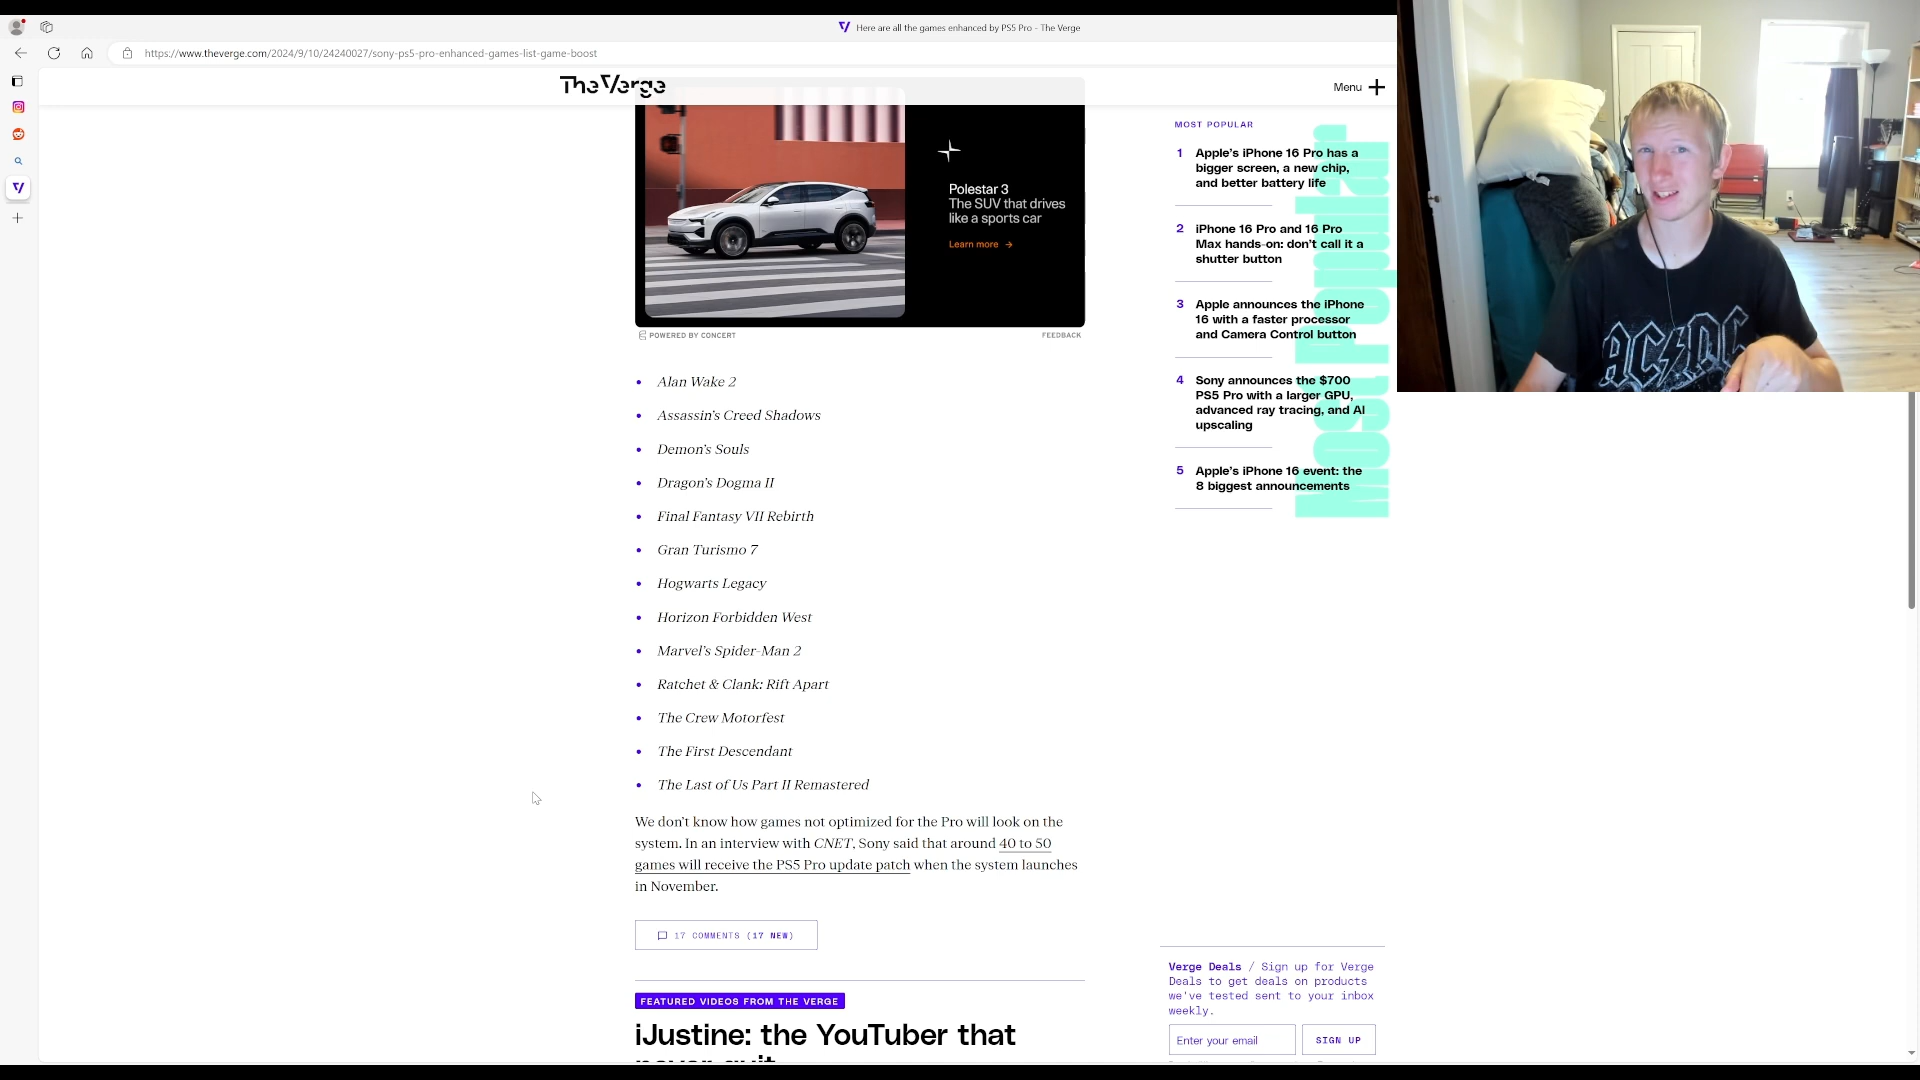 Here are all the games enhanced by PS5 Pro - The Verge
https://www.theverge.com/2024/9/10/24240027/sony-ps5-pro-enhanced-games-list-game-boost
TheVerge
Menu
Polestar 3
The SUV that drives
like a sports car
Learn more
POWERED BY CONCERT
FEEDBACK
Alan Wake 2
Assassin's Creed Shadows
Demon's Souls
Dragon's Dogma II
Final Fantasy VII Rebirth
Gran Turismo 7
Hogwarts Legacy
Horizon Forbidden West
Marvel's Spider-Man 2
Ratchet & Clank: Rift Apart
The Crew Motorfest
The First Descendant
The Last of Us Part II Remastered
We don't know how games not optimized for the Pro will look on the
system. In an interview with CNET, Sony said that around 40 to 50
games will receive the PS5 Pro update patch when the system launches
in November.
17 COMMENTS (17 NEW)
FEATURED VIDEOS FROM THE VERGE
iJustine: the YouTuber that
never quit
MOST POPULAR
Most Popular
1 Apple's iPhone 16 Pro has a
bigger screen, a new chip,
and better battery life
2 iPhone 16 Pro and 16 Pro
Max hands-on: don't call it a
shutter button
3 Apple announces the iPhone
16 with a faster processor
and Camera Control button
4 Sony announces the $700
PS5 Pro with a larger GPU,
advanced ray tracing, and AI
upscaling
5 Apple's iPhone 16 event: the
8 biggest announcements
Verge Deals / Sign up for Verge
Deals to get deals on products
we've tested sent to your inbox
weekly.
Enter your email
SIGN UP
AC/DC